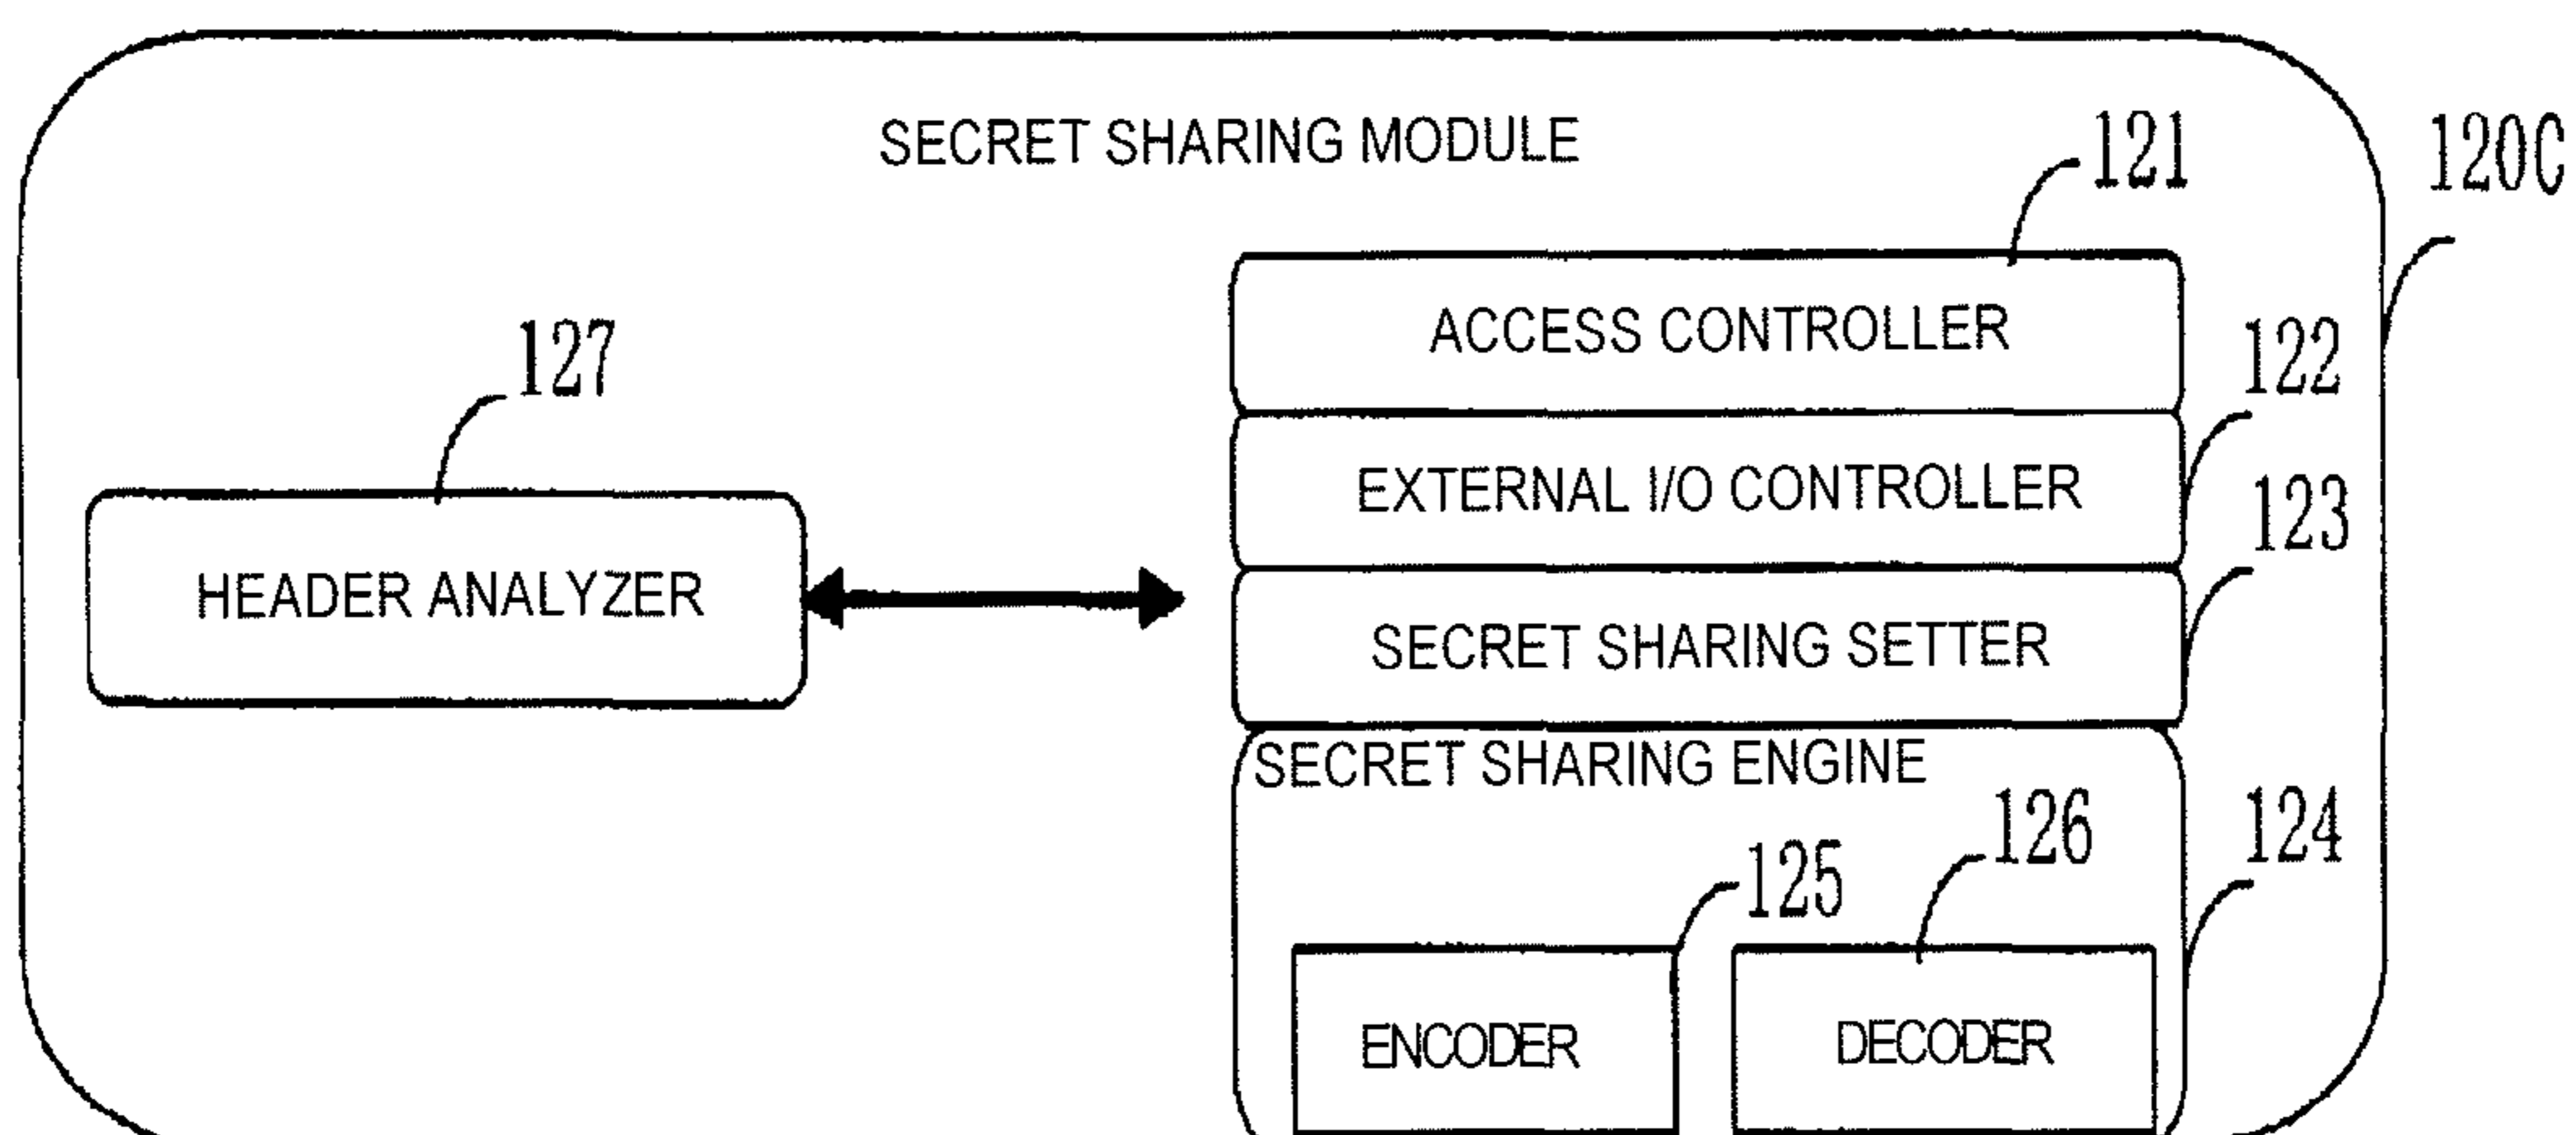 SECRET SHARING MODULE
121
120C
ACCESS CONTROLLER
127
122
EXTERNAL I/O CONTROLLER
123
HEADER ANALYZER
SECRET SHARING SETTER
SECRET SHARING ENGINE
126
124
125
ENCODER
DECODER